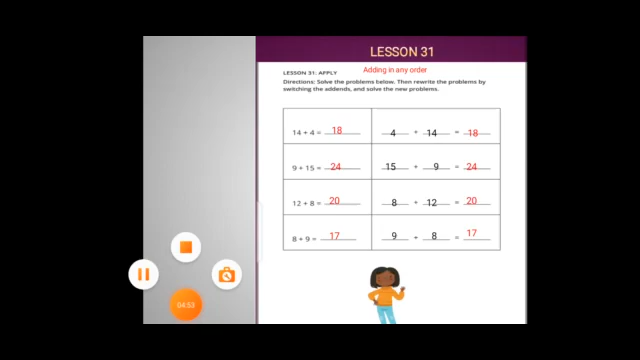 LESSON 31
LESSON 31: APPLY
Adding in any order
Directions: Solve the problems below. Then rewrite the problems by
switching the addends, and solve the new problems.
14 + 4 = 18
4 + 14 = 18
9 + 15 = 24
15 + 9 = 24
12 + 8 = 20
8 + 12 = 20
8 + 9 = 17
9 + 8 = 17
04:53